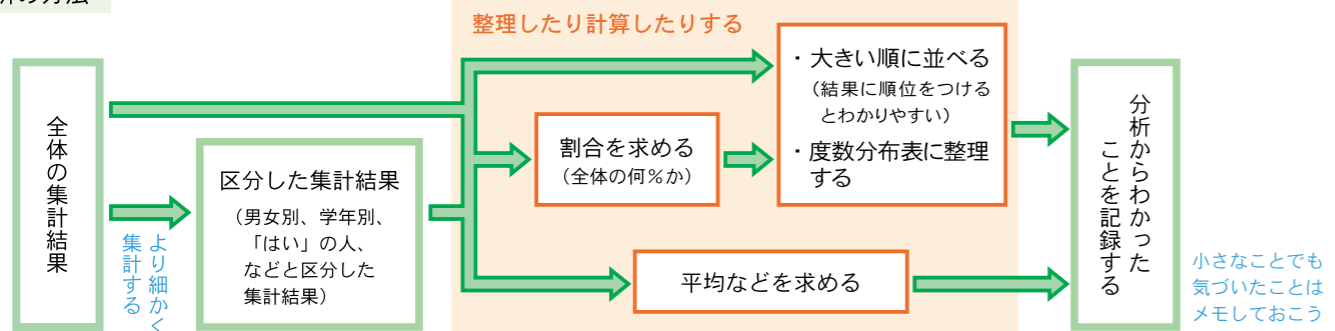 の方法
整理したり計算したりする
全体の集計結果
より細かく
集計する
区分した集計結果
（男女別、学年別、
「はい」の人、
などと区分した
集計結果）
割合を求める
（全体の何％か）
・大きい順に並べる
（結果に順位をつける
とわかりやすい）
・度数分布表に整理
する
平均などを求める
分析からわかった
ことを記録する
小さなことでも
気づいたことは
メモしておこう